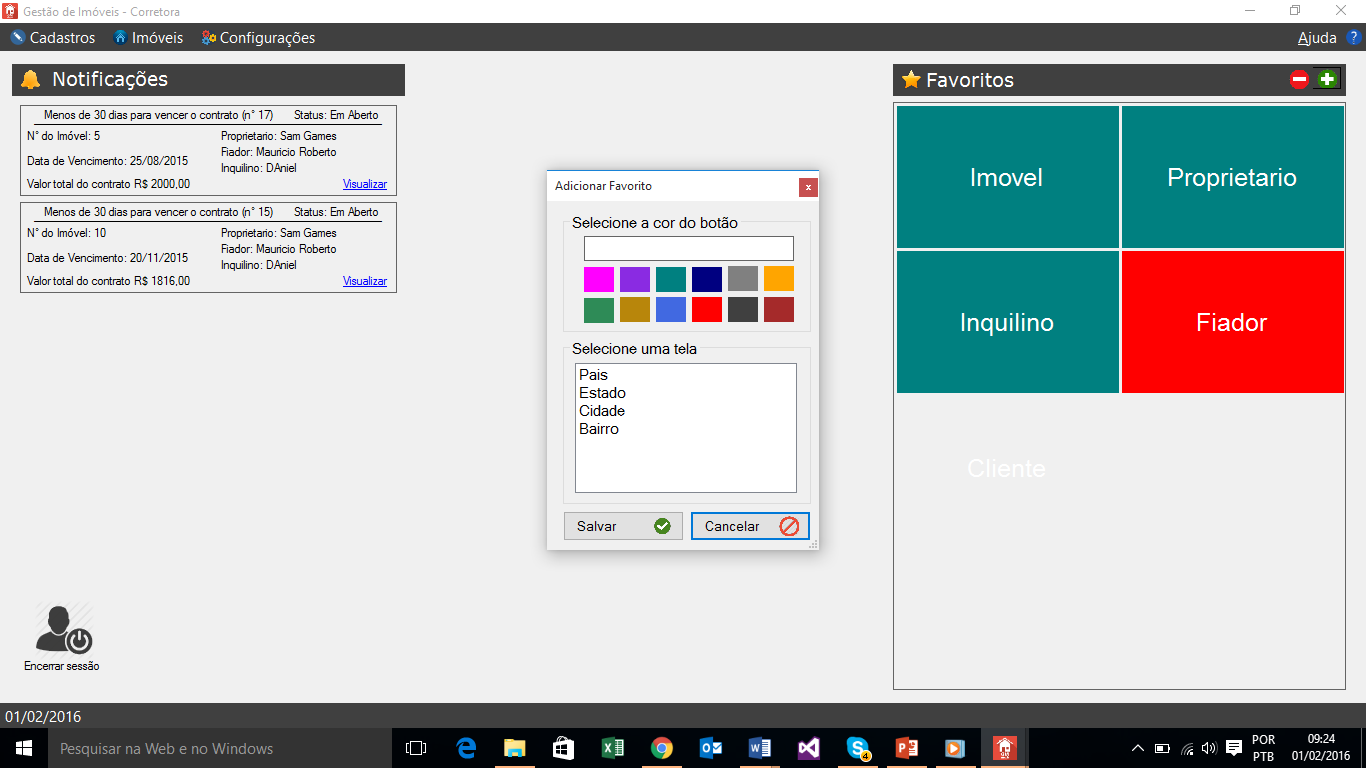 Gestão de Imóveis - Corretora
Cadastros Imóveis Configurações Ajuda
Notificações
Menos de 30 dias para vencer o contrato (n° 17) Status: Em Aberto
N° do Imóvel: 5 Proprietario: Sam Games
Fiador: Mauricio Roberto
Data de Vencimento: 25/08/2015 Inquilino: DAniel
Valor total do contrato R$ 2000,00 Visualizar
Menos de 30 dias para vencer o contrato (n° 15) Status: Em Aberto
N° do Imóvel: 10 Proprietario: Sam Games
Fiador: Mauricio Roberto
Data de Vencimento: 20/11/2015 Inquilino: DAniel
Valor total do contrato R$ 1816,00 Visualizar
Encerrar sessão
Adicionar Favorito
Selecione a cor do botão
Selecione uma tela
Pais
Estado
Cidade
Bairro
Salvar Cancelar
Favoritos
Imovel Proprietario
Inquilino Fiador
Cliente
01/02/2016
Pesquisar na Web e no Windows
4
POR
PTB
09:24
01/02/2016